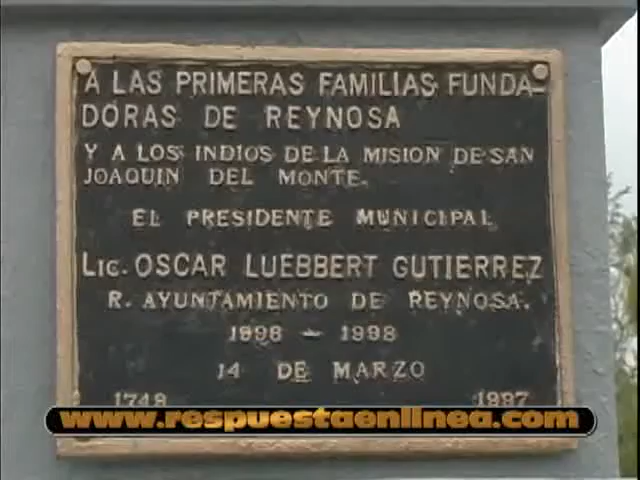 A LAS PRIMERAS FAMILIAS FUNDA-
DORAS DE REYNOSA
Y A LOS INDIOS DE LA MISION DE SAN
JOAQUIN DEL MONTE.
EL PRESIDENTE MUNICIPAL
LIC. OSCAR LUEBBERT GUTIERREZ
R. AYUNTAMIENTO DE REYNOSA.
1996 - 1998
14 DE MARZO
1748 1997
www.respuestaenlinea.com